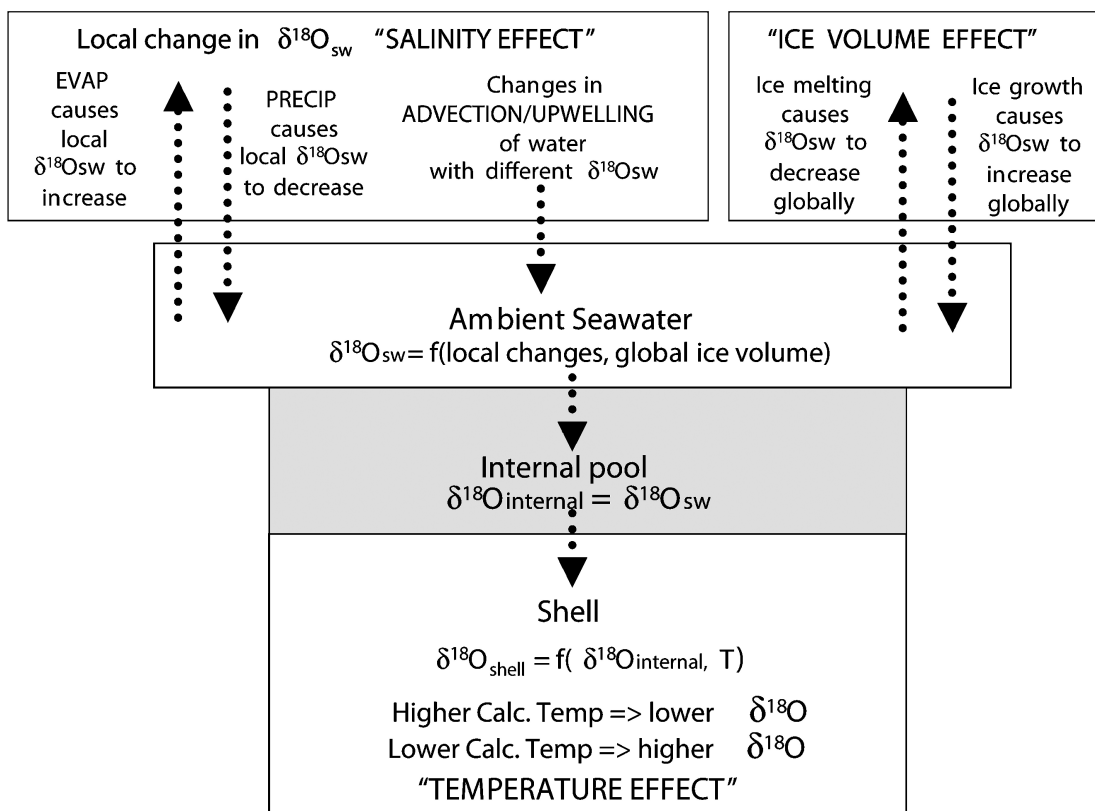 Local change in δ¹⁸Osw "SALINITY EFFECT"
EVAP
causes
local
δ¹⁸Osw to
increase
PRECIP
causes
local δ¹⁸Osw
to decrease
Changes in
ADVECTION/UPWELLING
of water
with different δ¹⁸Osw
"ICE VOLUME EFFECT"
Ice melting
causes
δ¹⁸Osw to
decrease
globally
Ice growth
causes
δ¹⁸Osw to
increase
globally
Ambient Seawater
δ¹⁸Osw = f(local changes, global ice volume)
Internal pool
δ¹⁸Ointernal = δ¹⁸Osw
Shell
δ¹⁸Oshell = f( δ¹⁸Ointernal, T)
Higher Calc. Temp => lower δ¹⁸O
Lower Calc. Temp => higher δ¹⁸O
"TEMPERATURE EFFECT"